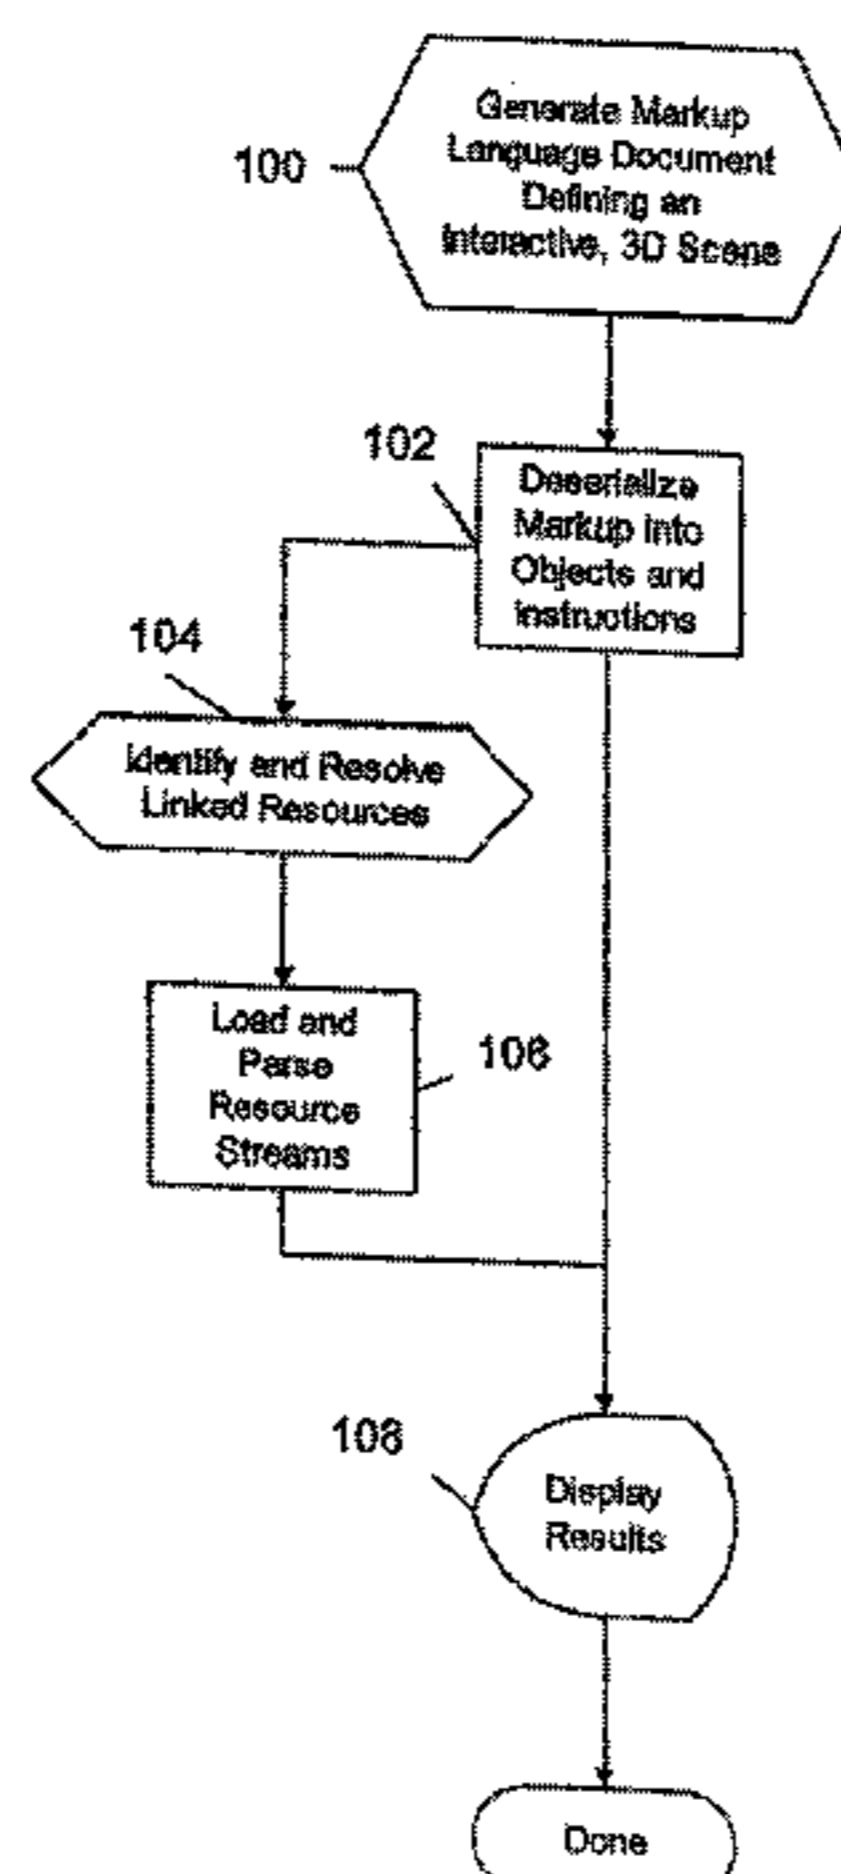 100
Generate Markup
Language Document
Defining an
Interactive, 3D Scene
102
Deserialize
Markup into
Objects and
Instructions
104
Identify and Resolve
Linked Resources
Load and
Parse
Resource
Streams
106
108
Display
Results
Done